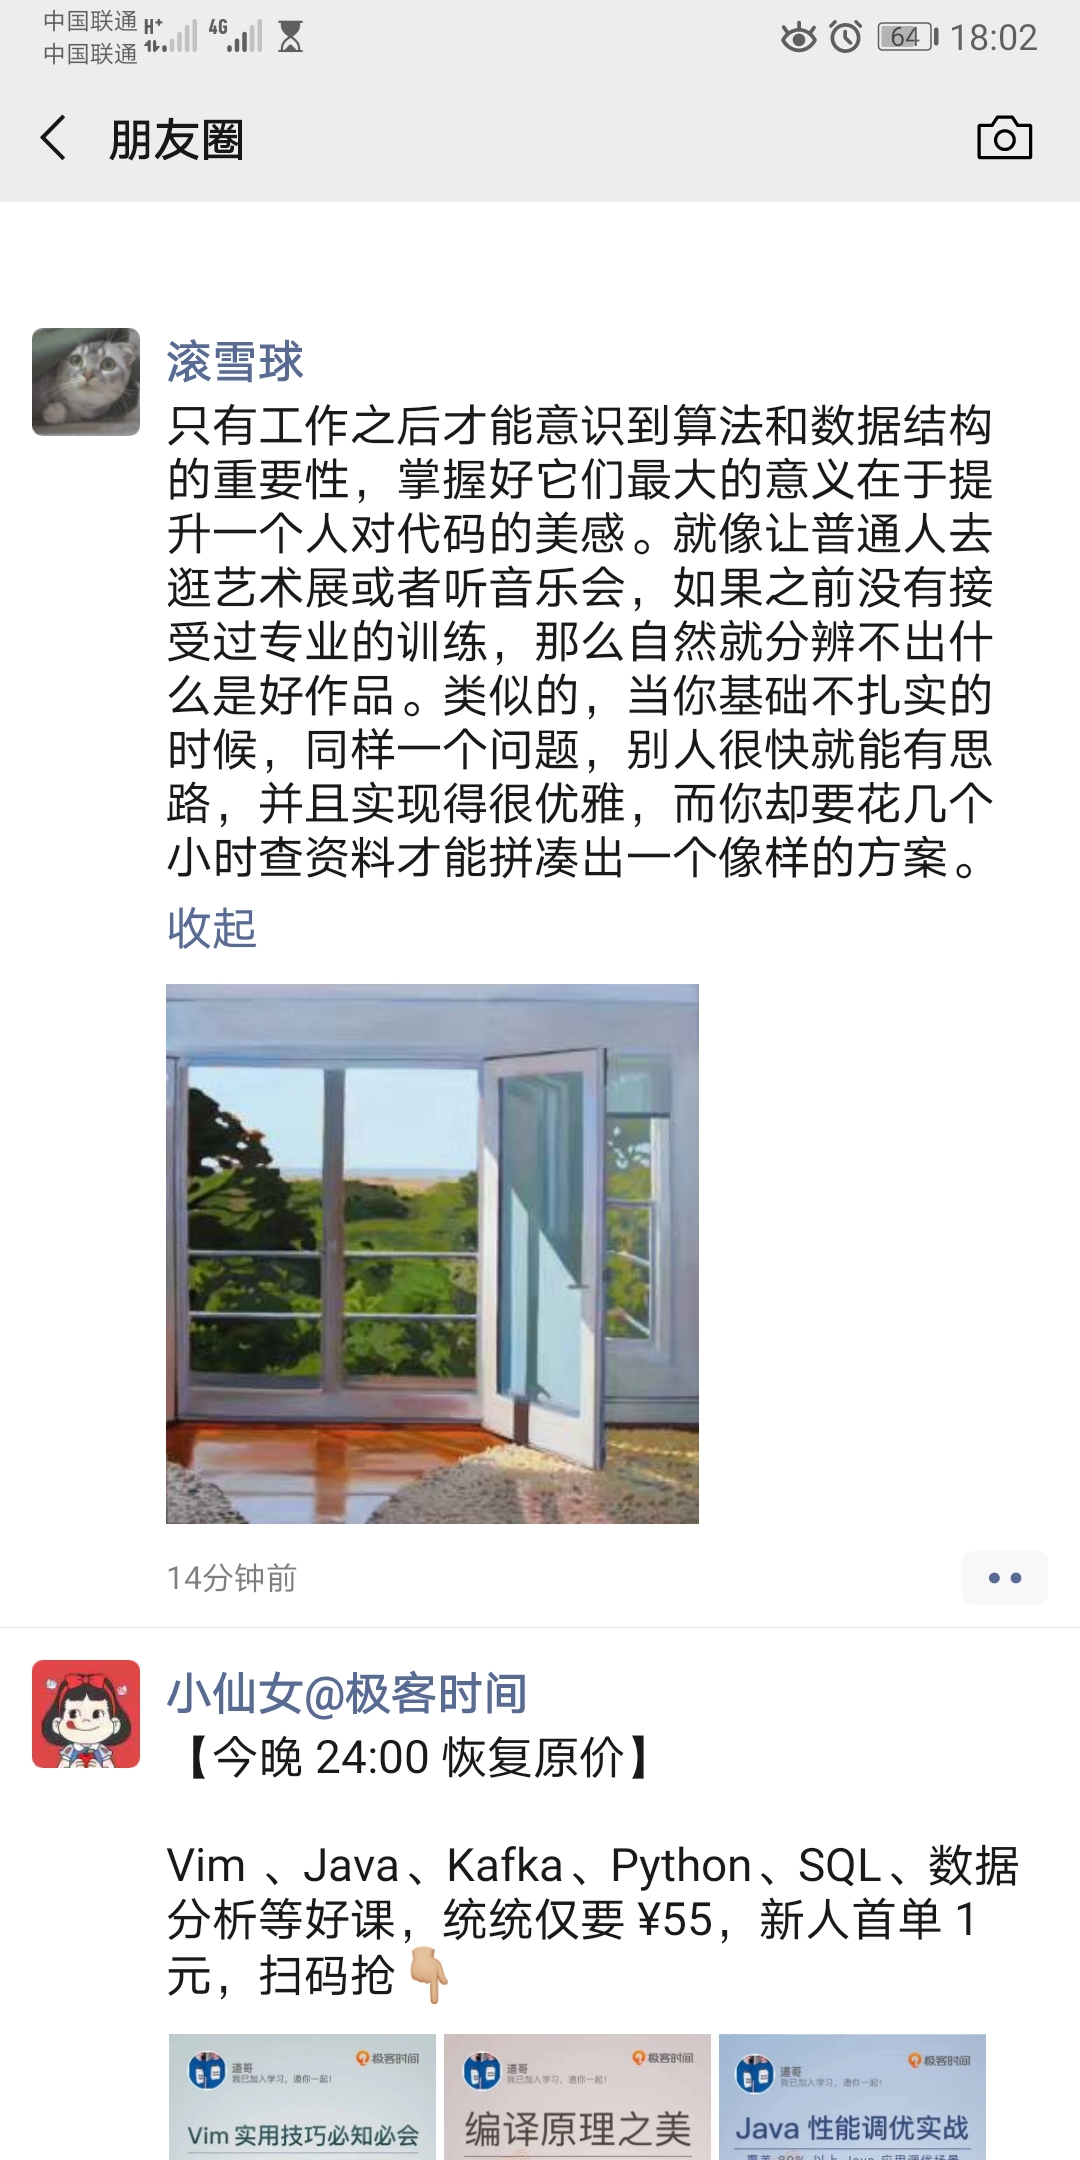 中国联通 H+ 4G 64 18:02
中国联通
朋友圈
滚雪球
只有工作之后才能意识到算法和数据结构
的重要性，掌握好它们最大的意义在于提
升一个人对代码的美感。就像让普通人去
逛艺术展或者听音乐会，如果之前没有接
受过专业的训练，那么自然就分辨不出什
么是好作品。类似的，当你基础不扎实的
时候，同样一个问题，别人很快就能有思
路，并且实现得很优雅，而你却要花几个
小时查资料才能拼凑出一个像样的方案。
收起
14分钟前
小仙女@极客时间
【今晚 24:00 恢复原价】
Vim 、Java、Kafka、Python、SQL、数据
分析等好课，统统仅要 ¥55，新人首单 1
元，扫码抢
道哥 极客时间
我已加入学习，邀你一起！
Vim 实用技巧必知必会
道哥 极客时间
我已加入学习，邀你一起！
编译原理之美
道哥 极客时间
我已加入学习，邀你一起！
Java 性能调优实战